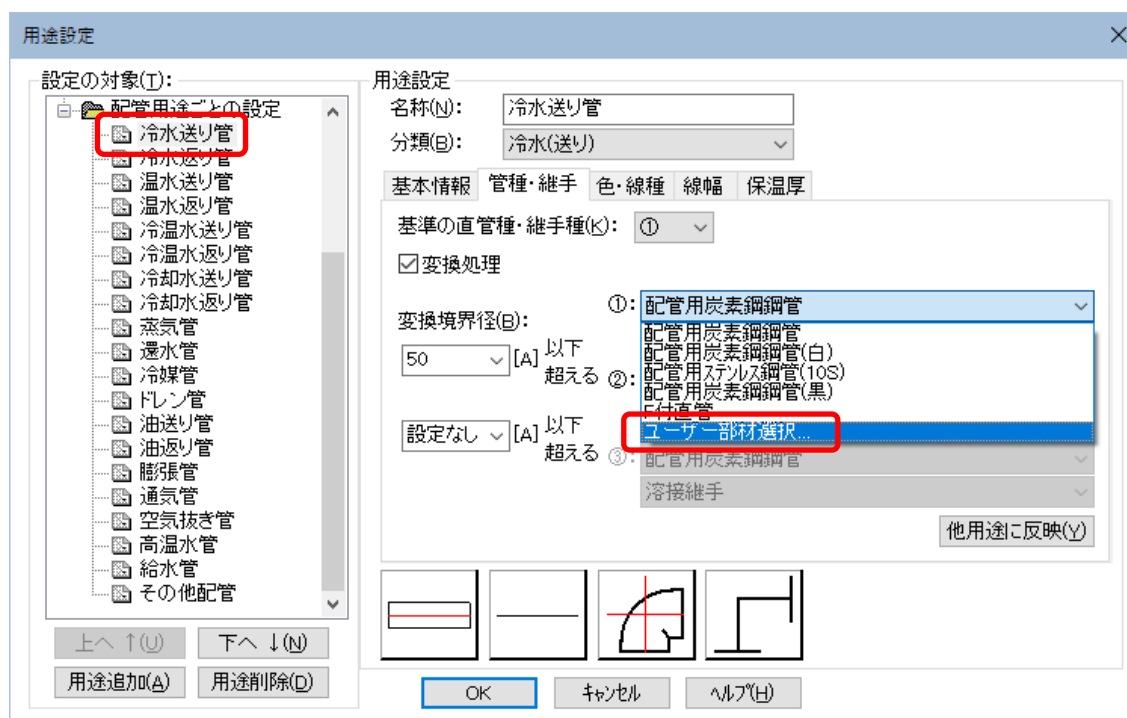 用途設定
設定の対象(T):
配管用途ごとの設定
冷水送り管
冷水返り管
温水送り管
温水返り管
冷温水送り管
冷温水返り管
冷却水送り管
冷却水返り管
蒸気管
還水管
冷媒管
ドレン管
油送り管
油返り管
膨張管
通気管
空気抜き管
高温水管
給水管
その他配管
上へ ↑(U)
下へ ↓(N)
用途追加(A)
用途削除(D)
用途設定
名称(N): 冷水送り管
分類(B): 冷水(送り)
基本情報 管種・継手 色・線種 線幅 保温厚
基準の直管種・継手種(K): ①
変換処理
変換境界径(B):
50 [A] 以下
超える
設定なし [A] 以下
超える
①: 配管用炭素鋼鋼管
配管用炭素鋼鋼管
配管用炭素鋼鋼管(白)
②: 配管用ステンレス鋼管(10S)
配管用炭素鋼鋼管(黒)
F付直管
ユーザー部材選択...
③: 配管用炭素鋼鋼管
溶接継手
他用途に反映(Y)
OK
キャンセル
ヘルプ(H)